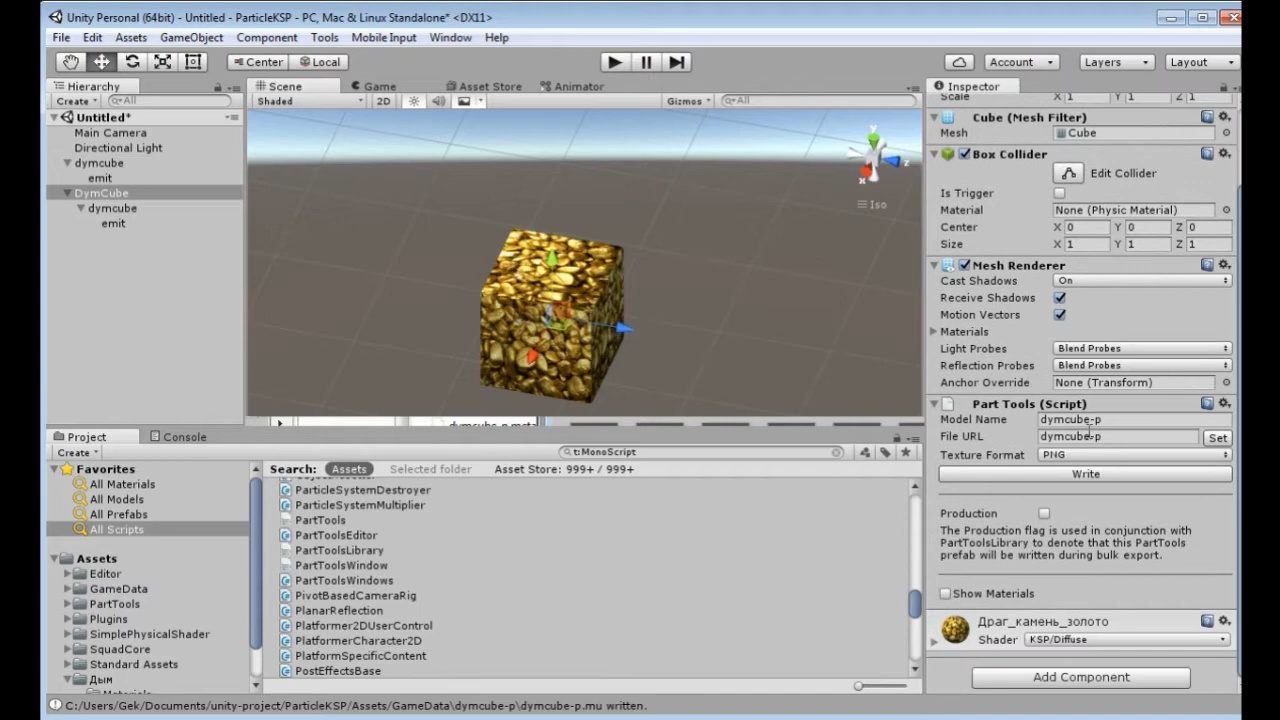 Unity Personal (64bit) - Untitled - ParticleKSP - PC, Mac & Linux Standalone* <DX11>
File Edit Assets GameObject Component Tools Mobile Input Window Help
Center Local Account Layers Layout
Hierarchy
Create All
Untitled*
Main Camera
Directional Light
dymcube
emit
DymCube
dymcube
emit
Scene Game Asset Store Animator
Shaded 2D Gizmos All
y
z
x
Iso
Inspector
Scale X 1 Y 1 Z 1
Cube (Mesh Filter)
Mesh Cube
Box Collider
Edit Collider
Is Trigger
Material None (Physic Material)
Center X 0 Y 0 Z 0
Size X 1 Y 1 Z 1
Mesh Renderer
Cast Shadows On
Receive Shadows
Motion Vectors
Materials
Light Probes Blend Probes
Reflection Probes Blend Probes
Anchor Override None (Transform)
Part Tools (Script)
Model Name dymcube-p
File URL dymcube-p Set
Texture Format PNG
Write
Production
The Production flag is used in conjunction with
PartToolsLibrary to denote that this PartTools
prefab will be written during bulk export.
Show Materials
Драг_камень_золото
Shader KSP/Diffuse
Add Component
Project Console
Create t:MonoScript
Favorites
All Materials
All Models
All Prefabs
All Scripts
Assets
Editor
GameData
PartTools
Plugins
SimplePhysicalShader
SquadCore
Standard Assets
Дым
Search: Assets Selected folder Asset Store: 999+ / 999+
ParticleSystemDestroyer
ParticleSystemMultiplier
PartTools
PartToolsEditor
PartToolsLibrary
PartToolsWindow
PartToolsWindows
PivotBasedCameraRig
PlanarReflection
Platformer2DUserControl
PlatformerCharacter2D
PlatformSpecificContent
PostEffectsBase
C:/Users/Gek/Documents/unity-project/ParticleKSP/Assets/GameData\dymcube-p\dymcube-p.mu written.